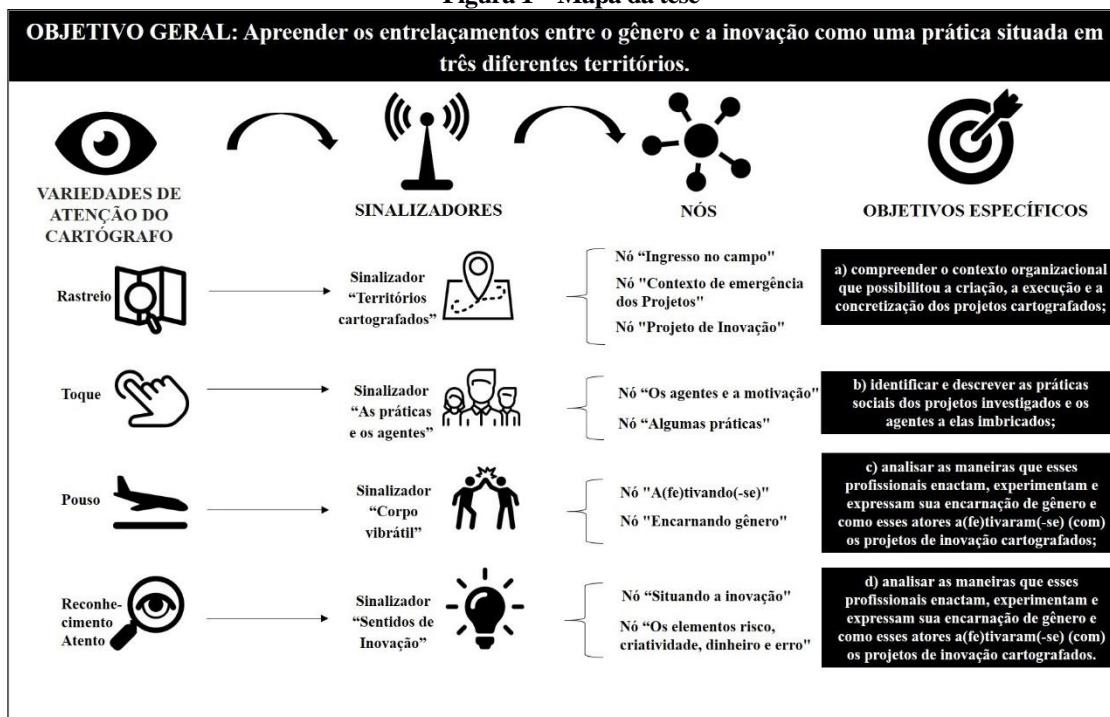 Figura 1 - Mapa da tese
OBJETIVO GERAL: Apreender os entrelaçamentos entre o gênero e a inovação como uma prática situada em
três diferentes territórios.
VARIEDADES DE
ATENÇÃO DO
CARTÓGRAFO
SINALIZADORES
NÓS
OBJETIVOS ESPECÍFICOS
Rastreio
Sinalizador
“Territórios
cartografados”
Nó “Ingresso no campo"
Nó "Contexto de emergência
dos Projetos"
Nó "Projeto de Inovação"
a) compreender o contexto organizacional
que possibilitou a criação, a execução e a
concretização dos projetos cartografados;
Toque
Sinalizador
“As práticas
e os agentes”
Nó “Os agentes e a motivação"
Nó “Algumas práticas"
b) identificar e descrever as práticas
sociais dos projetos investigados e os
agentes a elas imbricados;
Pouso
Sinalizador
“Corpo
vibrátil”
Nó "A(fe)tivando(-se)"
Nó "Encarnando gênero"
c) analisar as maneiras que esses
profissionais enactam, experimentam e
expressam sua encarnação de gênero e
como esses atores a(fe)tivaram(-se) (com)
os projetos de inovação cartografados;
Reconhe-
cimento
Atento
Sinalizador
“Sentidos de
Inovação”
Nó “Situando a inovação"
Nó “Os elementos risco,
criatividade, dinheiro e erro"
d) analisar as maneiras que esses
profissionais enactam, experimentam e
expressam sua encarnação de gênero e
como esses atores a(fe)tivaram(-se) (com)
os projetos de inovação cartografados.